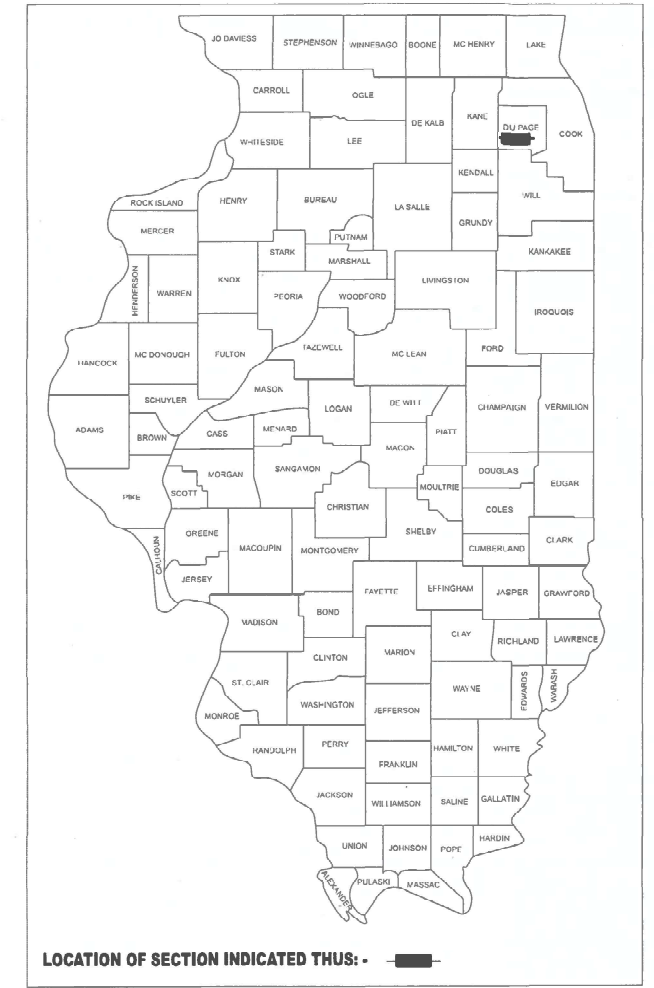 JO DAVIESS
STEPHENSON
WINNEBAGO
BOONE
MC HENRY
LAKE
CARROLL
OGLE
DE KALB
KANE
DU PAGE
COOK
WHITESIDE
LEE
KENDALL
WILL
ROCK ISLAND
HENRY
BUREAU
LA SALLE
GRUNDY
MERCER
PUTNAM
STARK
MARSHALL
KANKAKEE
HENDERSON
WARREN
KNOX
PEORIA
WOODFORD
LIVINGSTON
IROQUOIS
HANCOCK
MC DONOUGH
FULTON
TAZEWELL
MC LEAN
FORD
MASON
SCHUYLER
LOGAN
DE WITT
CHAMPAIGN
VERMILION
ADAMS
BROWN
CASS
MENARD
PIATT
MACON
MORGAN
SANGAMON
DOUGLAS
EDGAR
PIKE
SCOTT
CHRISTIAN
MOULTRIE
COLES
GREENE
MACOUPIN
MONTGOMERY
SHELBY
CUMBERLAND
CLARK
CALHOUN
JERSEY
FAYETTE
EFFINGHAM
JASPER
CRAWFORD
MADISON
BOND
CLAY
RICHLAND
LAWRENCE
CLINTON
MARION
ST. CLAIR
WASHINGTON
JEFFERSON
WAYNE
EDWARDS
WABASH
MONROE
RANDOLPH
PERRY
FRANKLIN
HAMILTON
WHITE
JACKSON
WILLIAMSON
SALINE
GALLATIN
UNION
JOHNSON
POPE
HARDIN
ALEXANDER
PULASKI
MASSAC
LOCATION OF SECTION INDICATED THUS: -